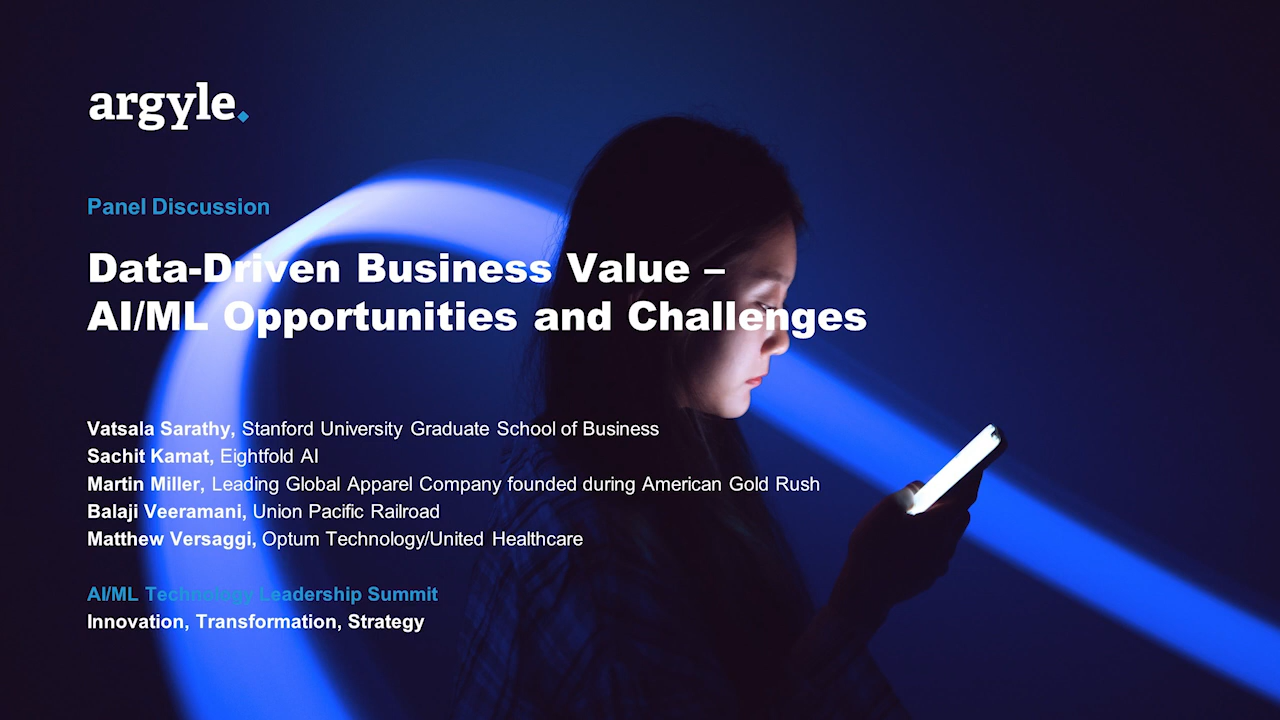 argyle.
Panel Discussion
Data-Driven Business Value –
AI/ML Opportunities and Challenges
Vatsala Sarathy, Stanford University Graduate School of Business
Sachit Kamat, Eightfold AI
Martin Miller, Leading Global Apparel Company founded during American Gold Rush
Balaji Veeramani, Union Pacific Railroad
Matthew Versaggi, Optum Technology/United Healthcare
AI/ML Technology Leadership Summit
Innovation, Transformation, Strategy